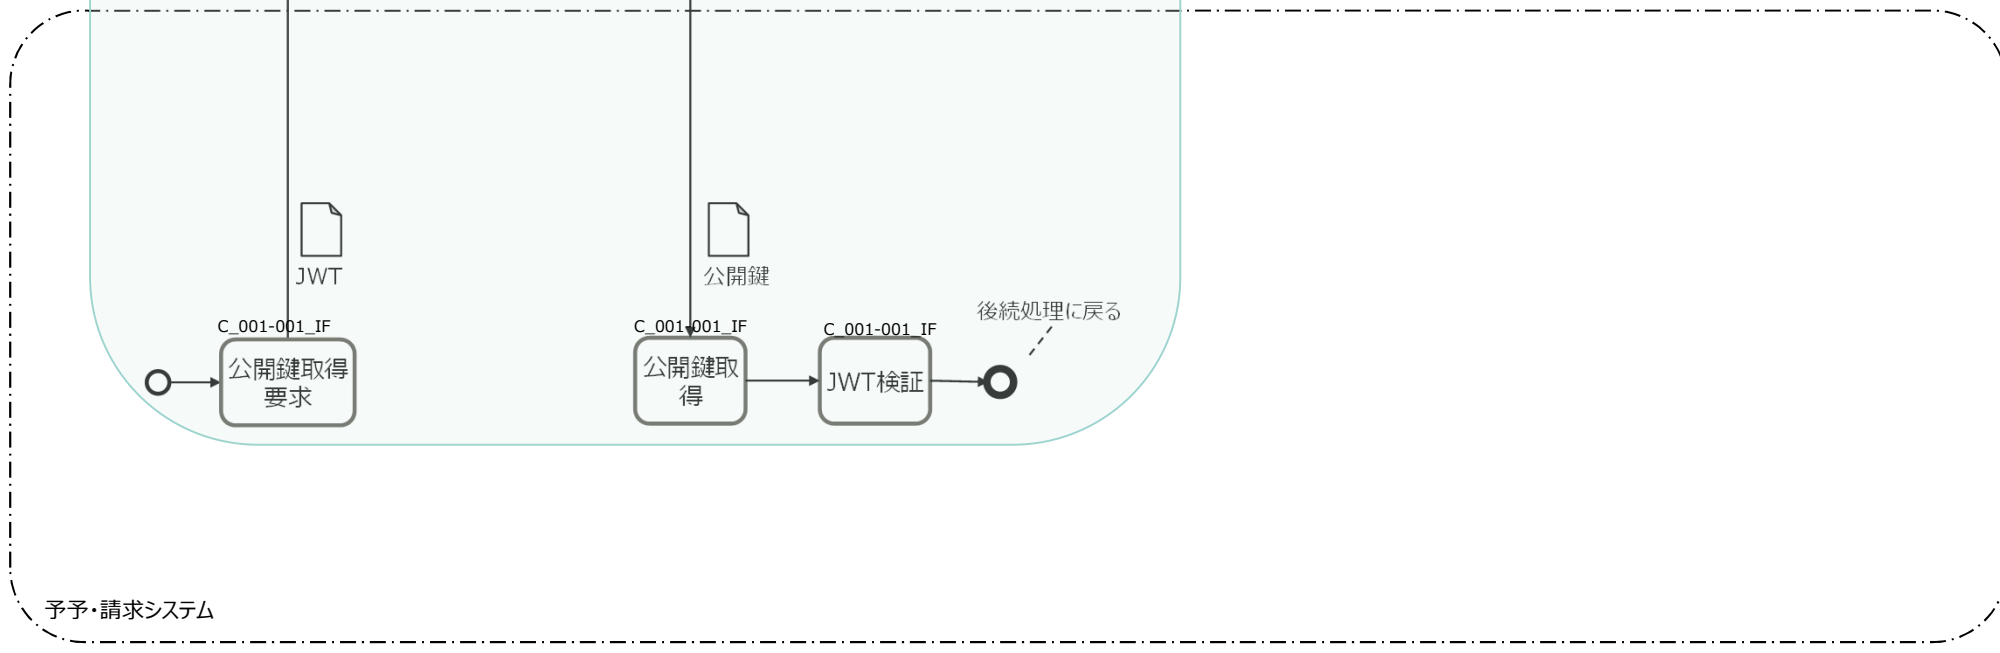 JWT
公開鍵
後続処理に戻る
C_001-001_IF
C_001-001_IF
C_001-001_IF
公開鍵取得
要求
公開鍵取
得
JWT検証
予予・請求システム